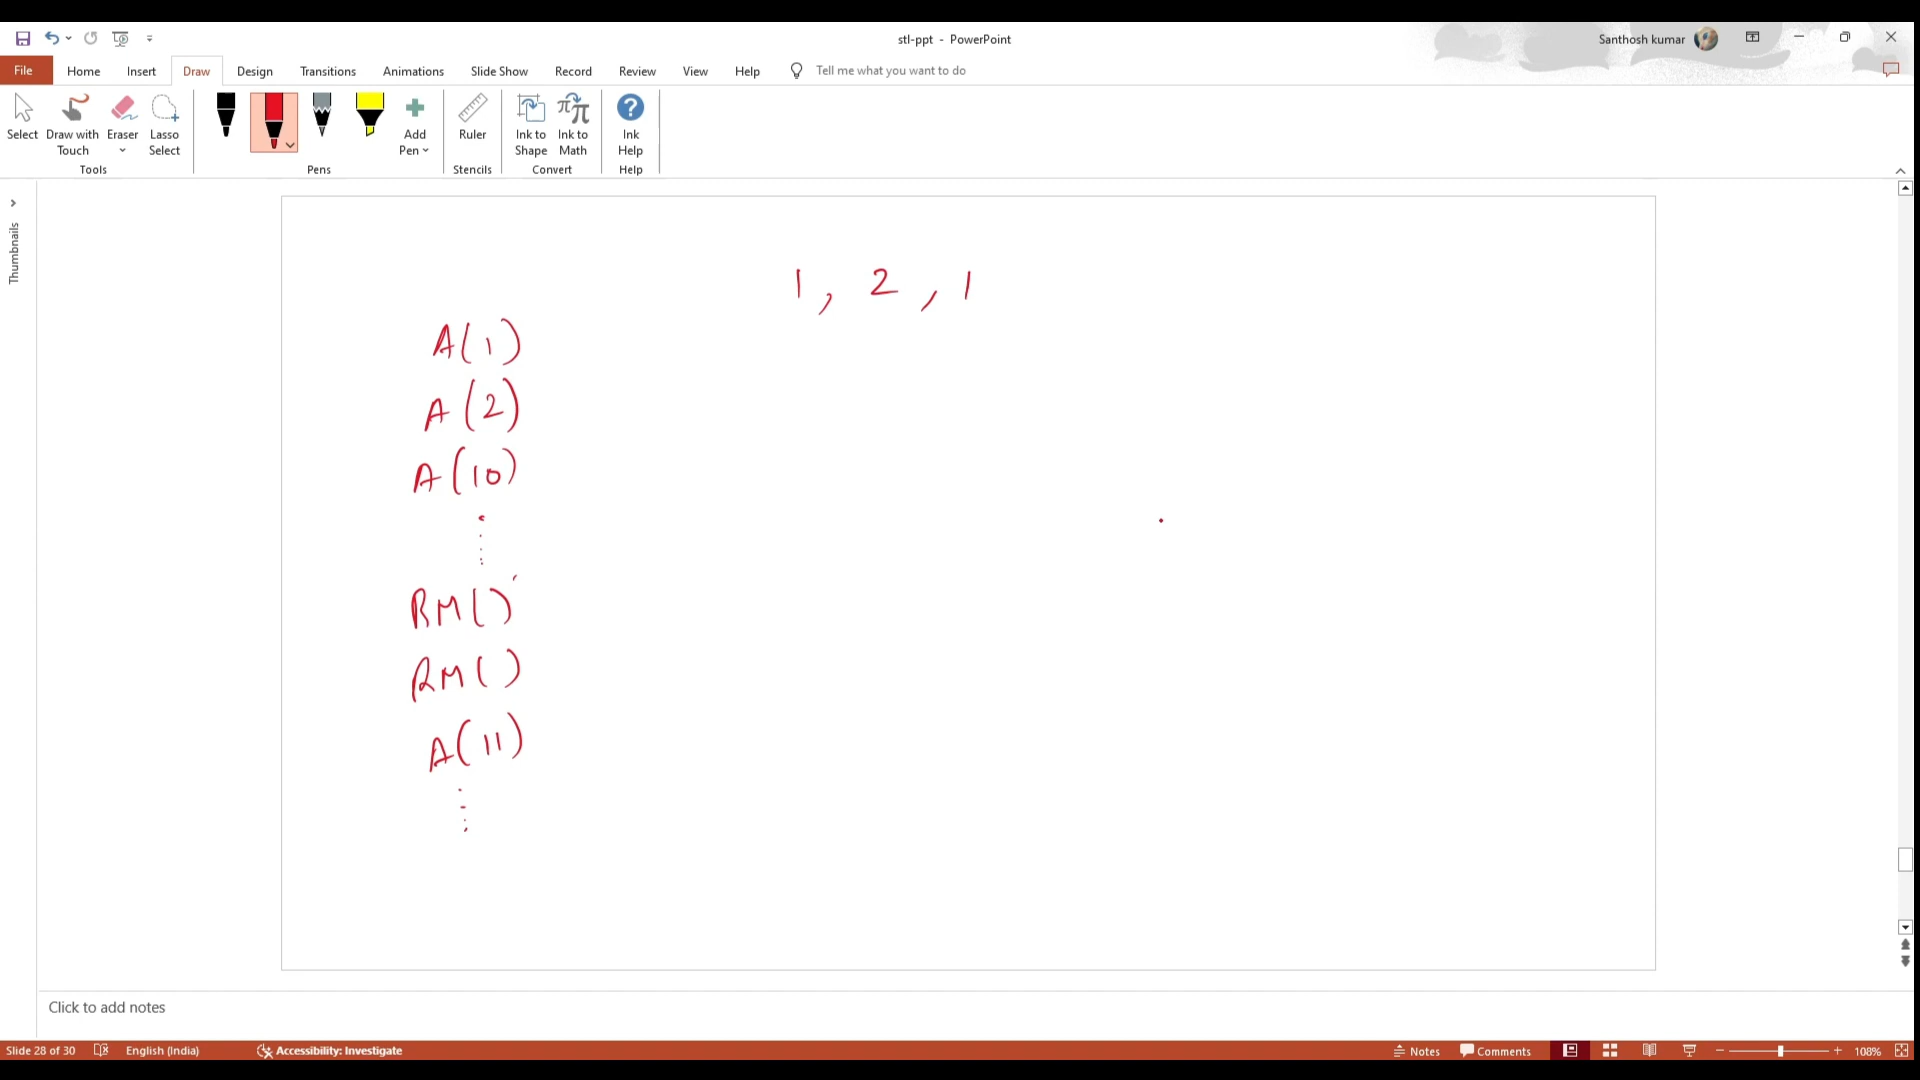 stl-ppt - PowerPoint
Santhosh kumar
File Home Insert Draw Design Transitions Animations Slide Show Record Review View Help Tell me what you want to do
Select Draw with Touch Eraser Lasso Select Add Pen Ruler Ink to Shape Ink to Math Ink Help
Tools Pens Stencils Convert Help
Thumbnails
1, 2, 1
A(1)
A(2)
A(10)
RM()
RM()
A(11)
Click to add notes
Slide 28 of 30 English (India) Accessibility: Investigate Notes Comments 108%